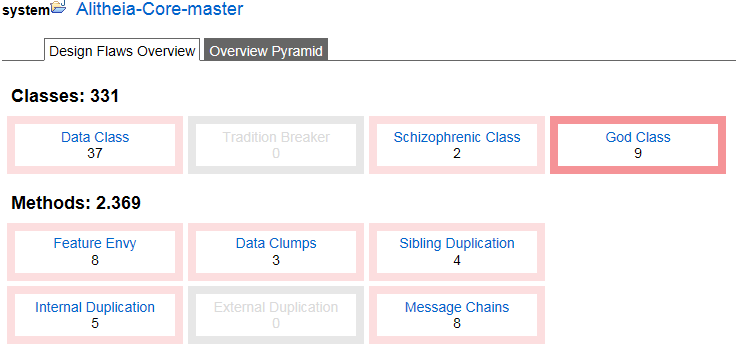 system Alitheia-Core-master
Design Flaws Overview Overview Pyramid
Classes: 331
Data Class Tradition Breaker Schizophrenic Class God Class
37 0 2 9
Methods: 2.369
Feature Envy Data Clumps Sibling Duplication
8 3 4
Internal Duplication External Duplication Message Chains
5 0 8